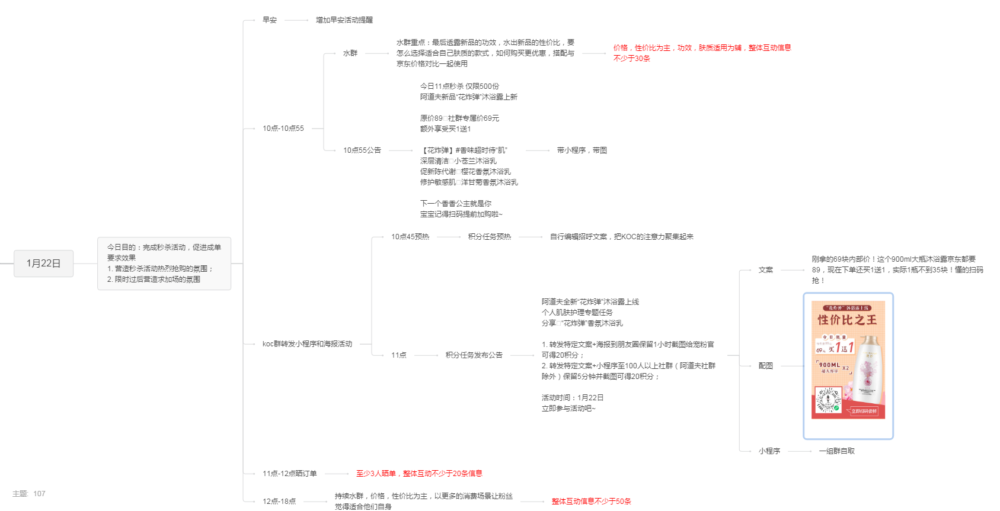 1月22日
今日目的：完成秒杀活动，促进成单
要求效果
1. 营造秒杀活动热烈抢购的氛围；
2. 限时过后营造求加场的氛围
早安
增加早安活动提醒
10点-10点55
水群
水群重点：最后透露新品的功效，水出新品的性价比，要
怎么选择适合自己肤质的款式，如何购买更优惠，搭配与
京东价格对比一起使用
价格，性价比为主，功效，肤质适用为辅，整体互动信息
不少于30条
10点55公告
今日11点秒杀 仅限500份
阿道夫新品“花炸弹”沐浴露上新
原价89 社群专属价69元
额外享受买1送1
【花炸弹】#香味超时待“肌”
深层清洁 小苍兰沐浴乳
促新陈代谢 樱花香氛沐浴乳
修护敏感肌 洋甘菊香氛沐浴乳
下一个香香公主就是你
宝宝记得扫码提前加购啦~
带小程序，带图
koc群转发小程序和海报活动
10点45预热
积分任务预热
自行编辑招呼文案，把KOC的注意力聚集起来
11点
积分任务发布公告
阿道夫全新“花炸弹”沐浴露上线
个人肌肤护理专题任务
分享 “花炸弹”香氛沐浴乳
1. 转发特定文案+海报到朋友圈保留1小时截图给宠粉官
可得20积分；
2. 转发特定文案+小程序至100人以上社群（阿道夫社群
除外）保留5分钟并截图可得20积分；
活动时间：1月22日
立即参与活动吧~
文案
刚拿的69块内部价！这个900ml大瓶沐浴露京东都要
89，现在下单还买1送1，实际1瓶不到35块！懂的扫码
抢！
配图
“花炸弹”沐浴露上线
性价比之王
今日限量
69元 买1送1
900ML
超大容量
X2
立即扫码尝鲜
小程序
一组群自取
11点-12点晒订单
至少3人晒单，整体互动不少于20条信息
12点-18点
持续水群，价格，性价比为主，以更多的消费场景让粉丝
觉得适合他们自身
整体互动信息不少于50条
主题: 107